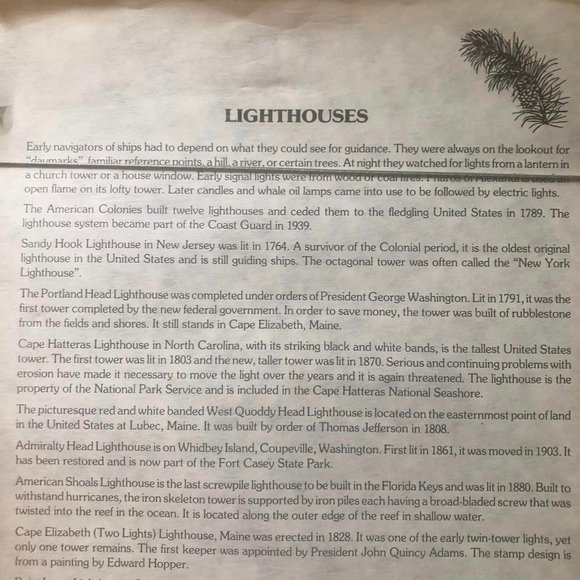 LIGHTHOUSES
Early navigators of ships had to depend on what they could see for guidance. They were always on the lookout for
"daymarks", familiar reference points, a hill, a river, or certain trees. At night they watched for lights from a lantern in
a church tower or a house window. Early signal lights were from wood or coal fires. Pharos of Alexandria used an
open flame on its lofty tower. Later candles and whale oil lamps came into use to be followed by electric lights.
The American Colonies built twelve lighthouses and ceded them to the fledgling United States in 1789. The
lighthouse system became part of the Coast Guard in 1939.
Sandy Hook Lighthouse in New Jersey was lit in 1764. A survivor of the Colonial period, it is the oldest original
lighthouse in the United States and is still guiding ships. The octagonal tower was often called the "New York
Lighthouse".
The Portland Head Lighthouse was completed under orders of President George Washington. Lit in 1791, it was the
first tower completed by the new federal government. In order to save money, the tower was built of rubblestone
from the fields and shores. It still stands in Cape Elizabeth, Maine.
Cape Hatteras Lighthouse in North Carolina, with its striking black and white bands, is the tallest United States
tower. The first tower was lit in 1803 and the new, taller tower was lit in 1870. Serious and continuing problems with
erosion have made it necessary to move the light over the years and it is again threatened. The lighthouse is the
property of the National Park Service and is included in the Cape Hatteras National Seashore.
The picturesque red and white banded West Quoddy Head Lighthouse is located on the easternmost point of land
in the United States at Lubec, Maine. It was built by order of Thomas Jefferson in 1808.
Admiralty Head Lighthouse is on Whidbey Island, Coupeville, Washington. First lit in 1861, it was moved in 1903. It
has been restored and is now part of the Fort Casey State Park.
American Shoals Lighthouse is the last screwpile lighthouse to be built in the Florida Keys and was lit in 1880. Built to
withstand hurricanes, the iron skeleton tower is supported by iron piles each having a broad-bladed screw that was
twisted into the reef in the ocean. It is located along the outer edge of the reef in shallow water.
Cape Elizabeth (Two Lights) Lighthouse, Maine was erected in 1828. It was one of the early twin-tower lights, yet
only one tower remains. The first keeper was appointed by President John Quincy Adams. The stamp design is
from a painting by Edward Hopper.